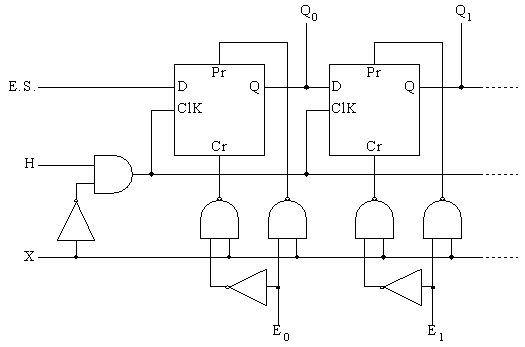 Q0 Q1
Pr Pr
E.S. D Q D Q
ClK ClK
Cr Cr
H
X
E0 E1